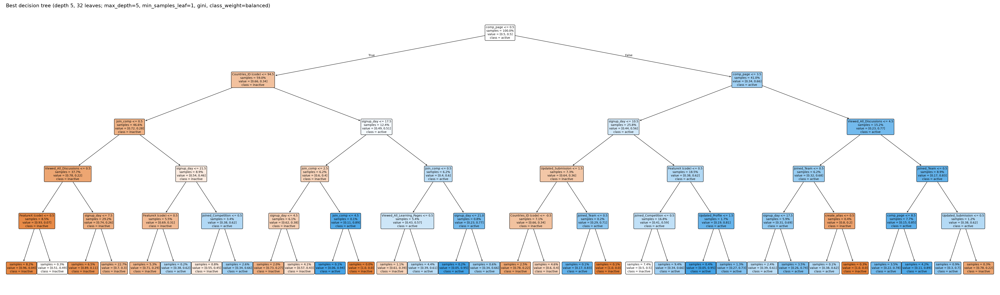 Best decision tree (depth 5, 32 leaves; max_depth=5, min_samples_leaf=1, gini, class_weight=balanced)
comp_page <= 0.5
samples = 100.0%
value = [0.5, 0.5]
class = active
True
False
Countries_ID (code) <= 94.5
samples = 59.0%
value = [0.66, 0.34]
class = inactive
comp_page <= 3.5
samples = 41.0%
value = [0.34, 0.66]
class = active
join_comp <= 0.5
samples = 46.6%
value = [0.72, 0.28]
class = inactive
signup_day <= 17.5
samples = 12.4%
value = [0.49, 0.51]
class = active
signup_day <= 10.5
samples = 25.8%
value = [0.44, 0.56]
class = active
Viewed_All_Discussions <= 4.5
samples = 15.2%
value = [0.23, 0.77]
class = active
Viewed_All_Discussions <= 0.5
samples = 37.7%
value = [0.78, 0.22]
class = inactive
signup_day <= 21.5
samples = 8.9%
value = [0.54, 0.46]
class = inactive
join_comp <= 2.5
samples = 6.2%
value = [0.6, 0.4]
class = inactive
join_comp <= 0.5
samples = 6.2%
value = [0.4, 0.6]
class = active
Updated_Submission <= 1.5
samples = 7.3%
value = [0.64, 0.36]
class = inactive
FeatureX (code) <= 0.5
samples = 18.5%
value = [0.38, 0.62]
class = active
Joined_Team <= 0.5
samples = 6.2%
value = [0.32, 0.68]
class = active
Joined_Team <= 0.5
samples = 8.9%
value = [0.17, 0.83]
class = active
FeatureX (code) <= 0.5
samples = 8.5%
value = [0.93, 0.07]
class = inactive
signup_day <= 7.5
samples = 29.2%
value = [0.74, 0.26]
class = inactive
FeatureX (code) <= 0.5
samples = 5.5%
value = [0.69, 0.31]
class = inactive
Joined_Competition <= 0.5
samples = 3.4%
value = [0.38, 0.62]
class = active
signup_day <= 4.5
samples = 6.1%
value = [0.62, 0.38]
class = inactive
join_comp <= 4.5
samples = 0.1%
value = [0.11, 0.89]
class = active
Viewed_All_Learning_Pages <= 0.5
samples = 5.4%
value = [0.43, 0.57]
class = active
signup_day <= 21.0
samples = 0.8%
value = [0.23, 0.77]
class = active
Countries_ID (code) <= -0.5
samples = 7.1%
value = [0.66, 0.34]
class = inactive
Joined_Team <= 0.5
samples = 0.2%
value = [0.29, 0.71]
class = active
Joined_Competition <= 0.5
samples = 16.8%
value = [0.41, 0.59]
class = active
Updated_Profile <= 1.5
samples = 1.7%
value = [0.19, 0.81]
class = active
signup_day <= 17.5
samples = 5.9%
value = [0.31, 0.69]
class = active
create_alias <= 0.5
samples = 0.4%
value = [0.8, 0.2]
class = inactive
comp_page <= 8.5
samples = 7.7%
value = [0.15, 0.85]
class = active
Updated_Submission <= 0.5
samples = 1.2%
value = [0.38, 0.62]
class = active
samples = 8.2%
value = [0.96, 0.04]
class = inactive
samples = 0.3%
value = [0.51, 0.49]
class = inactive
samples = 6.5%
value = [0.89, 0.11]
class = inactive
samples = 22.7%
value = [0.7, 0.3]
class = inactive
samples = 5.3%
value = [0.71, 0.29]
class = inactive
samples = 0.2%
value = [0.38, 0.62]
class = active
samples = 0.8%
value = [0.55, 0.45]
class = inactive
samples = 2.6%
value = [0.34, 0.66]
class = active
samples = 2.0%
value = [0.73, 0.27]
class = inactive
samples = 4.1%
value = [0.57, 0.43]
class = inactive
samples = 0.1%
value = [0.06, 0.94]
class = active
samples = 0.0%
value = [1.0, 0.0]
class = inactive
samples = 1.1%
value = [0.61, 0.39]
class = inactive
samples = 4.4%
value = [0.39, 0.61]
class = active
samples = 0.2%
value = [0.05, 0.95]
class = active
samples = 0.6%
value = [0.34, 0.66]
class = active
samples = 2.5%
value = [0.78, 0.22]
class = inactive
samples = 4.6%
value = [0.6, 0.4]
class = inactive
samples = 0.1%
value = [0.17, 0.83]
class = active
samples = 0.1%
value = [1.0, 0.0]
class = inactive
samples = 7.4%
value = [0.5, 0.5]
class = inactive
samples = 9.4%
value = [0.34, 0.66]
class = active
samples = 0.4%
value = [0.05, 0.95]
class = active
samples = 1.3%
value = [0.27, 0.73]
class = active
samples = 2.4%
value = [0.39, 0.61]
class = active
samples = 3.5%
value = [0.26, 0.74]
class = active
samples = 0.1%
value = [0.38, 0.62]
class = active
samples = 0.3%
value = [1.0, 0.0]
class = inactive
samples = 3.5%
value = [0.22, 0.78]
class = active
samples = 4.2%
value = [0.11, 0.89]
class = active
samples = 0.9%
value = [0.3, 0.7]
class = active
samples = 0.3%
value = [0.78, 0.22]
class = inactive